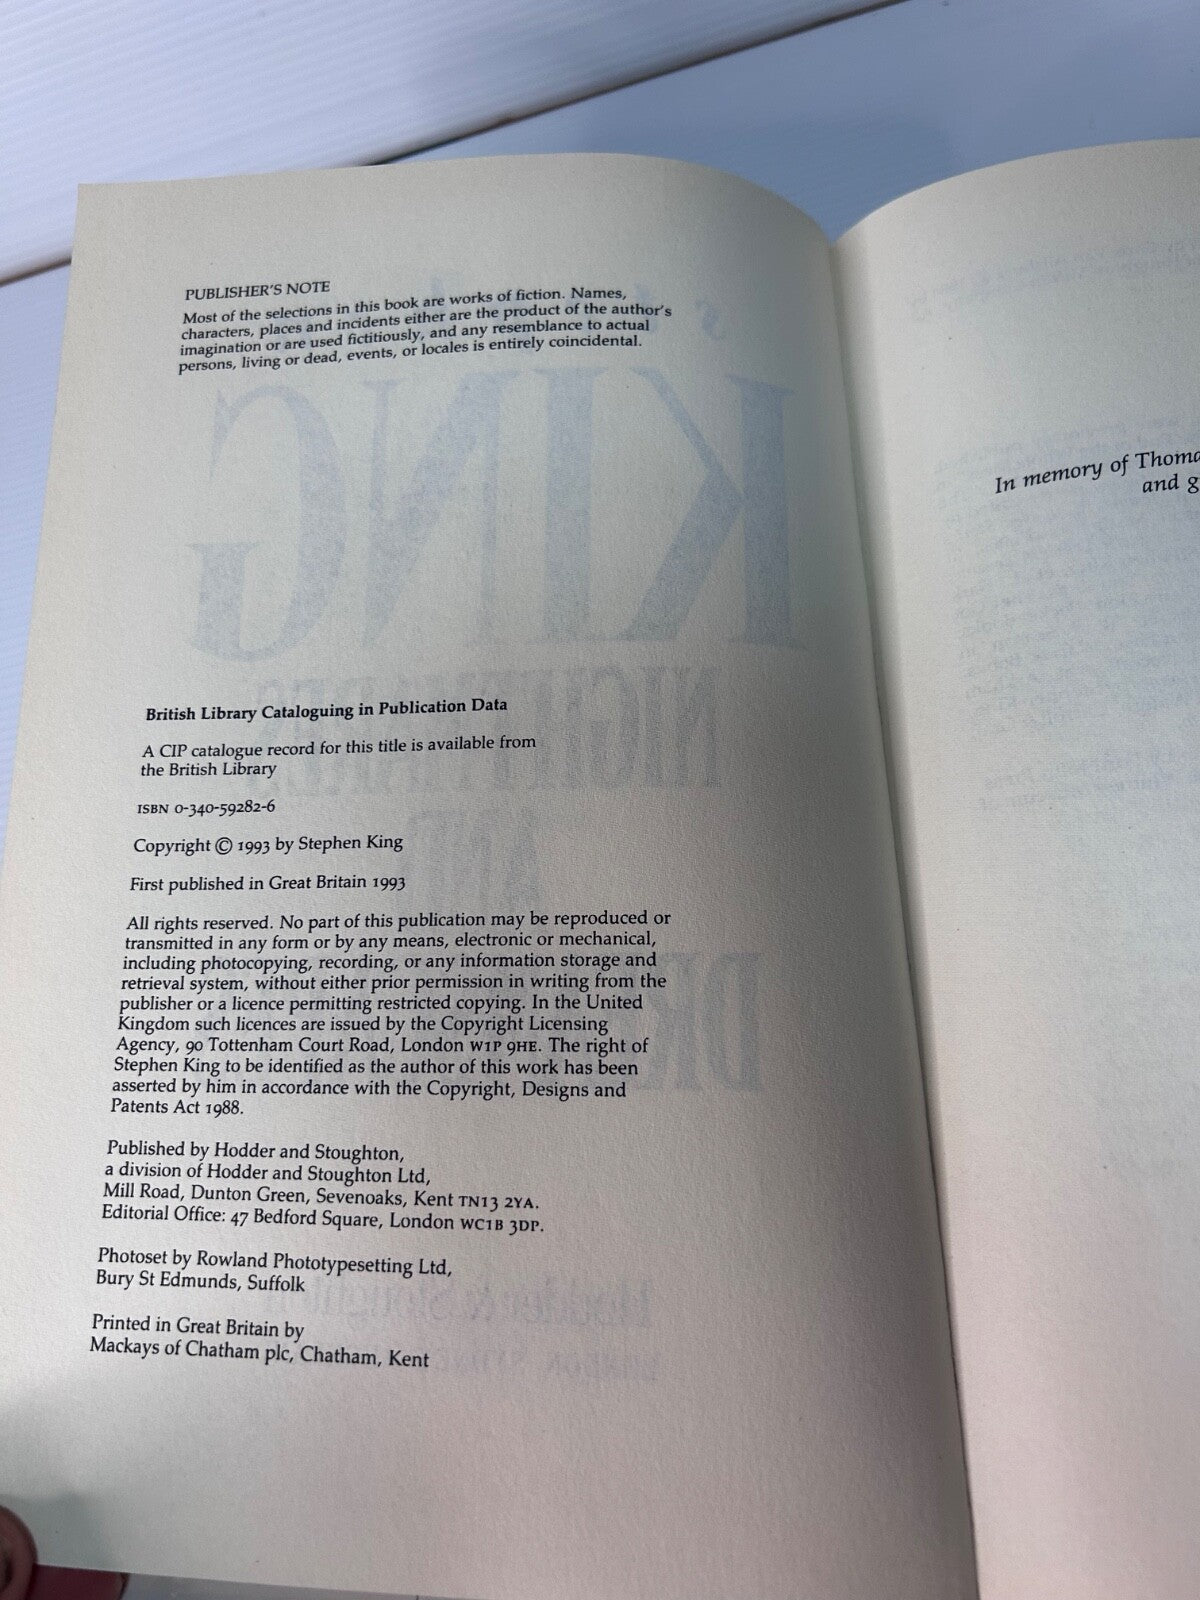 PUBLISHER'S NOTE
Most of the selections in this book are works of fiction. Names,
characters, places and incidents either are the product of the author's
imagination or are used fictitiously, and any resemblance to actual
persons, living or dead, events, or locales is entirely coincidental.
KING
NIGHTMARES
AND
British Library Cataloguing in Publication Data
A CIP catalogue record for this title is available from
the British Library
ISBN 0-340-59282-6
Copyright © 1993 by Stephen King
First published in Great Britain 1993
All rights reserved. No part of this publication may be reproduced or
transmitted in any form or by any means, electronic or mechanical,
including photocopying, recording, or any information storage and
retrieval system, without either prior permission in writing from the
publisher or a licence permitting restricted copying. In the United
Kingdom such licences are issued by the Copyright Licensing
Agency, 90 Tottenham Court Road, London W1P 9HE. The right of
Stephen King to be identified as the author of this work has been
asserted by him in accordance with the Copyright, Designs and
Patents Act 1988.
Published by Hodder and Stoughton,
a division of Hodder and Stoughton Ltd,
Mill Road, Dunton Green, Sevenoaks, Kent TN13 2YA.
Editorial Office: 47 Bedford Square, London WC1B 3DP.
Photoset by Rowland Phototypesetting Ltd,
Bury St Edmunds, Suffolk
Printed in Great Britain by
Mackays of Chatham plc, Chatham, Kent
In memory of Thoma
and g